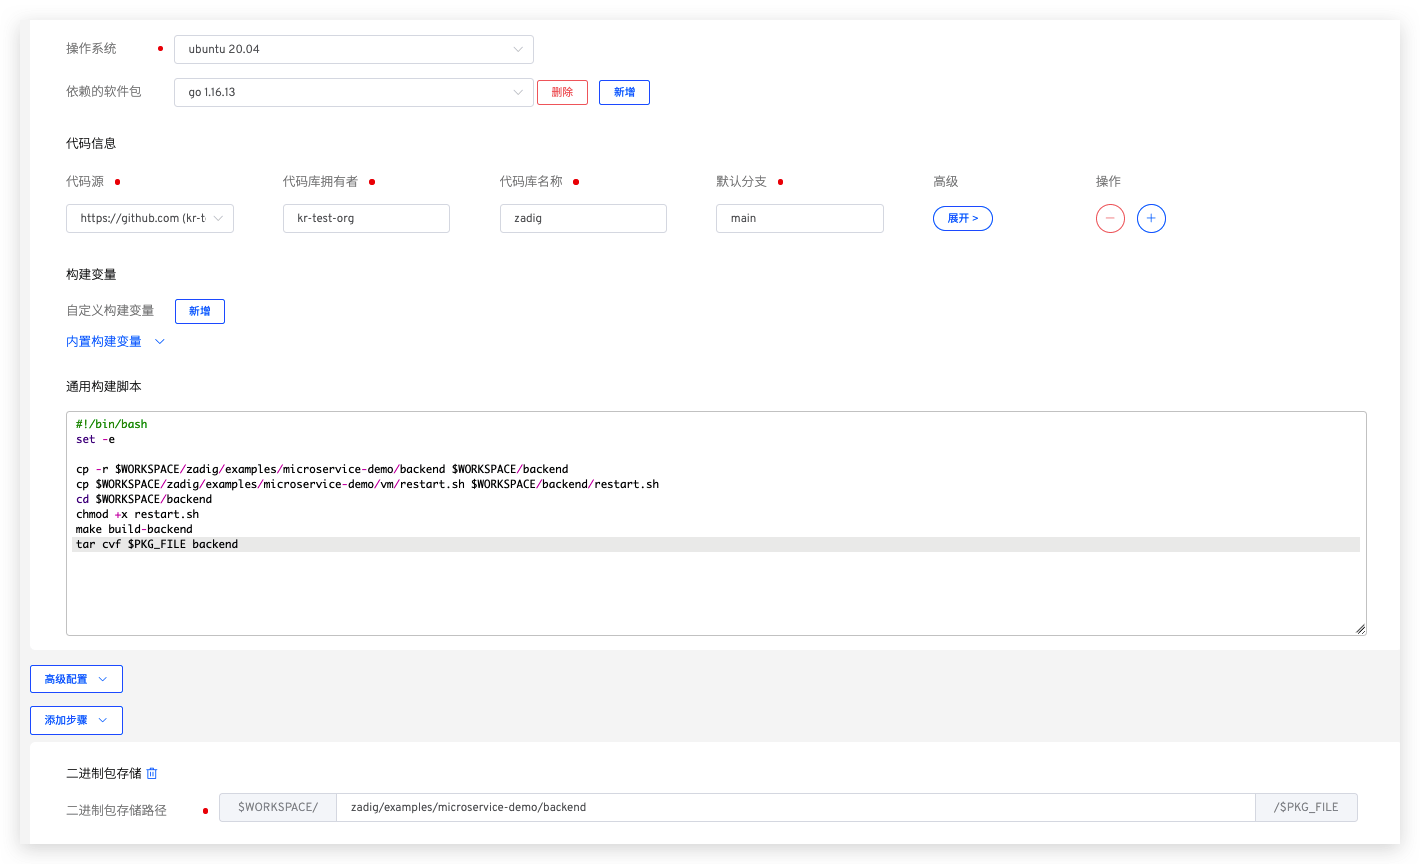 操作系统 ubuntu 20.04
依赖的软件包 go 1.16.13 删除 新增
代码信息
代码源 代码库拥有者 代码库名称 默认分支 高级 操作
https://github.com (kr-t kr-test-org zadig main 展开 >
构建变量
自定义构建变量 新增
内置构建变量
通用构建脚本
#!/bin/bash
set -e
cp -r $WORKSPACE/zadig/examples/microservice-demo/backend $WORKSPACE/backend
cp $WORKSPACE/zadig/examples/microservice-demo/vm/restart.sh $WORKSPACE/backend/restart.sh
cd $WORKSPACE/backend
chmod +x restart.sh
make build-backend
tar cvf $PKG_FILE backend
高级配置
添加步骤
二进制包存储
二进制包存储路径 $WORKSPACE/ zadig/examples/microservice-demo/backend /$PKG_FILE